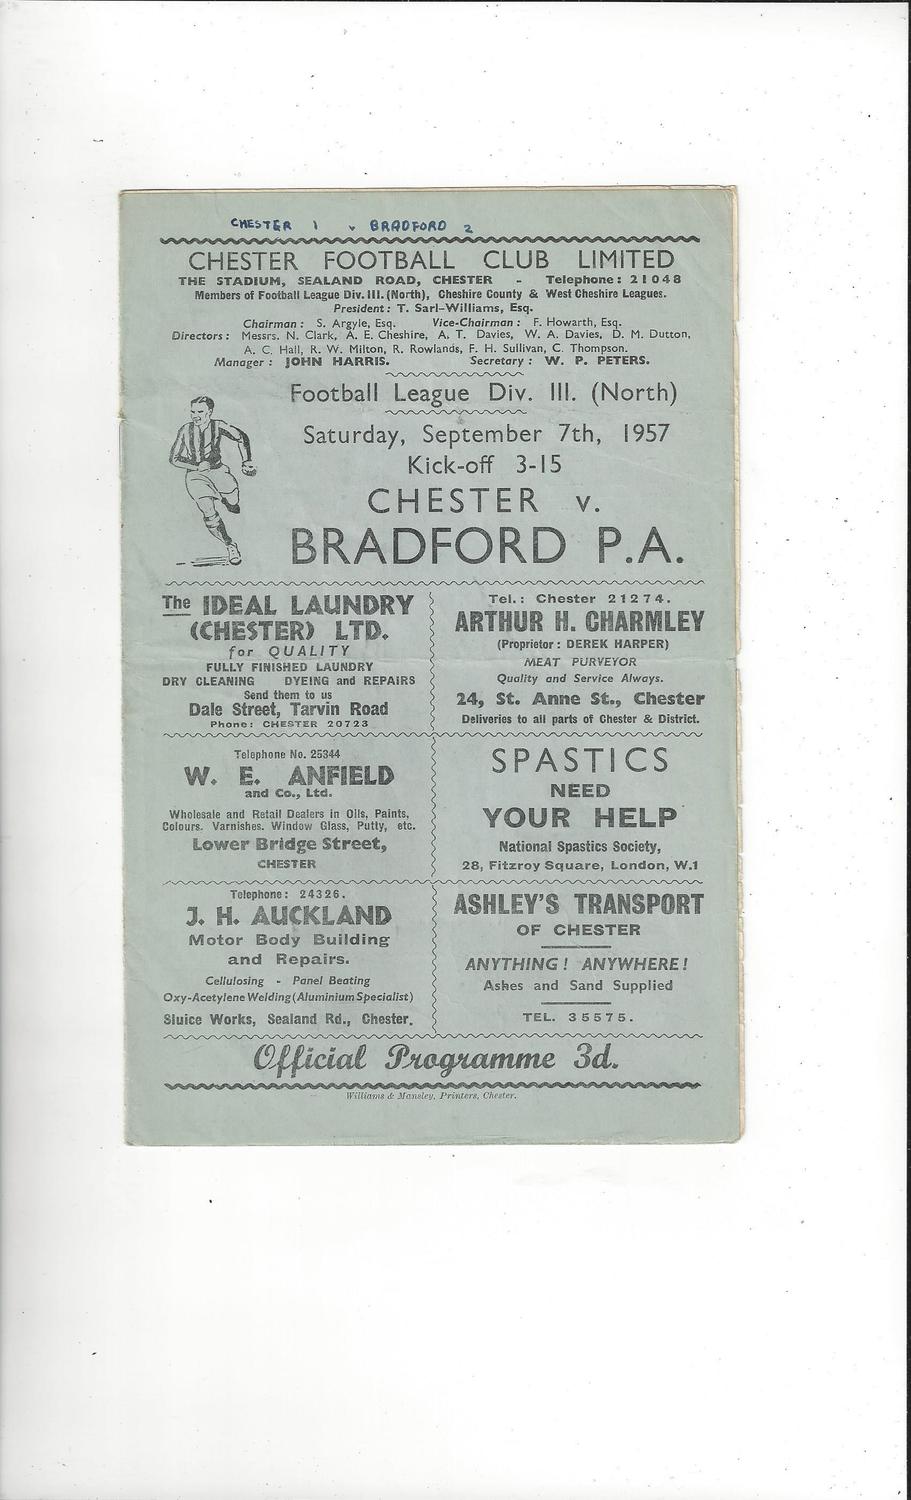 CHESTER 1 v BRADFORD 2
CHESTER FOOTBALL CLUB LIMITED
THE STADIUM, SEALAND ROAD, CHESTER - Telephone: 21048
Members of Football League Div. III. (North), Cheshire County & West Cheshire Leagues.
President: T. Sarl-Williams, Esq.
Chairman: S. Argyle, Esq. Vice-Chairman: F. Howarth, Esq.
Directors: Messrs. N. Clark, A. E. Cheshire, A. T. Davies, W. A. Davies, D. M. Dutton,
A. C. Hall, R. W. Milton, R. Rowlands, F. H. Sullivan, C. Thompson.
Manager: JOHN HARRIS. Secretary: W. P. PETERS.
Football League Div. III. (North)
Saturday, September 7th, 1957
Kick-off 3-15
CHESTER v.
BRADFORD P.A.
The IDEAL LAUNDRY
(CHESTER) LTD.
for QUALITY
FULLY FINISHED LAUNDRY
DRY CLEANING DYEING and REPAIRS
Send them to us
Dale Street, Tarvin Road
Phone: CHESTER 20723
Tel.: Chester 21274.
ARTHUR H. CHARMLEY
(Proprietor: DEREK HARPER)
MEAT PURVEYOR
Quality and Service Always.
24, St. Anne St., Chester
Deliveries to all parts of Chester & District.
Telephone No. 25344
W. E. ANFIELD
and Co., Ltd.
Wholesale and Retail Dealers in Oils, Paints,
Colours. Varnishes. Window Glass, Putty, etc.
Lower Bridge Street,
CHESTER
SPASTICS
NEED
YOUR HELP
National Spastics Society,
28, Fitzroy Square, London, W.1
Telephone: 24326.
J. H. AUCKLAND
Motor Body Building
and Repairs.
Cellulosing - Panel Beating
Oxy-Acetylene Welding (Aluminium Specialist)
Sluice Works, Sealand Rd., Chester.
ASHLEY'S TRANSPORT
OF CHESTER
ANYTHING! ANYWHERE!
Ashes and Sand Supplied
TEL. 35575.
Official Programme 3d.
Williams & Mansley, Printers, Chester.